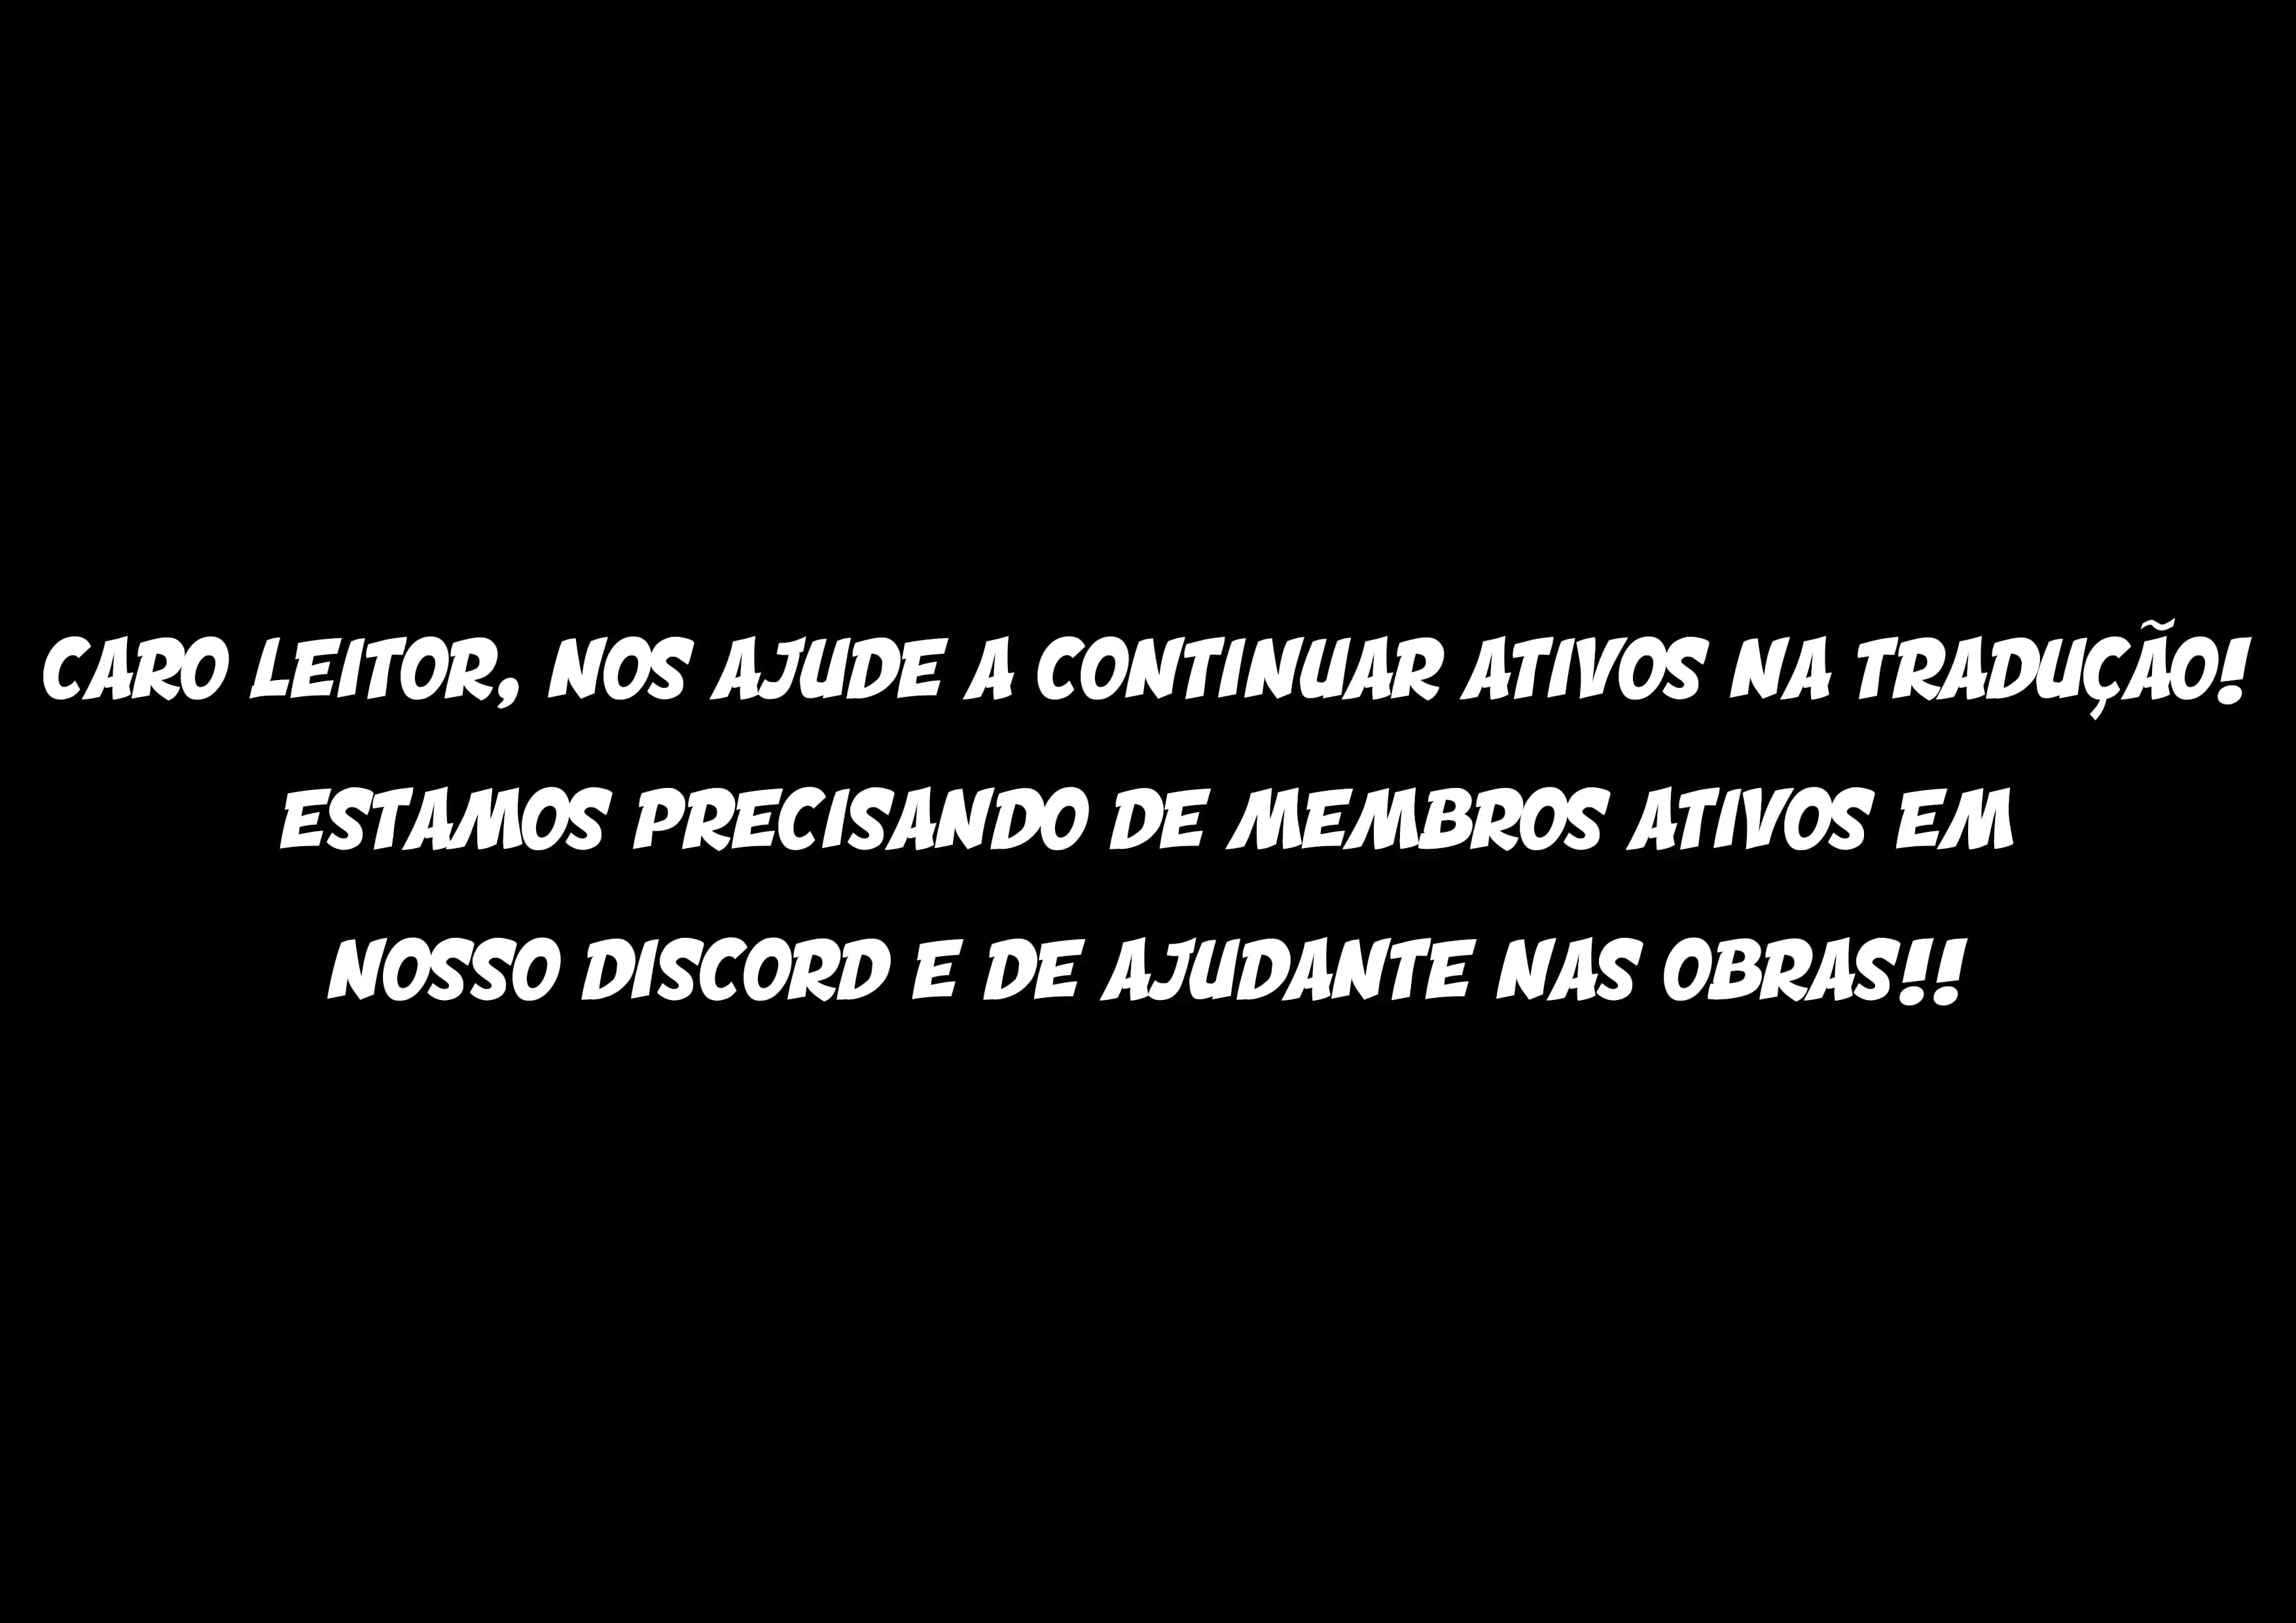 CARO LEITOR, NOS AJUDE A CONTINUAR ATIVOS NA TRADUÇÃO!
ESTAMOS PRECISANDO DE MEMBROS ATIVOS EM
NOSSO DISCORD E DE AJUDANTE NAS OBRAS!!